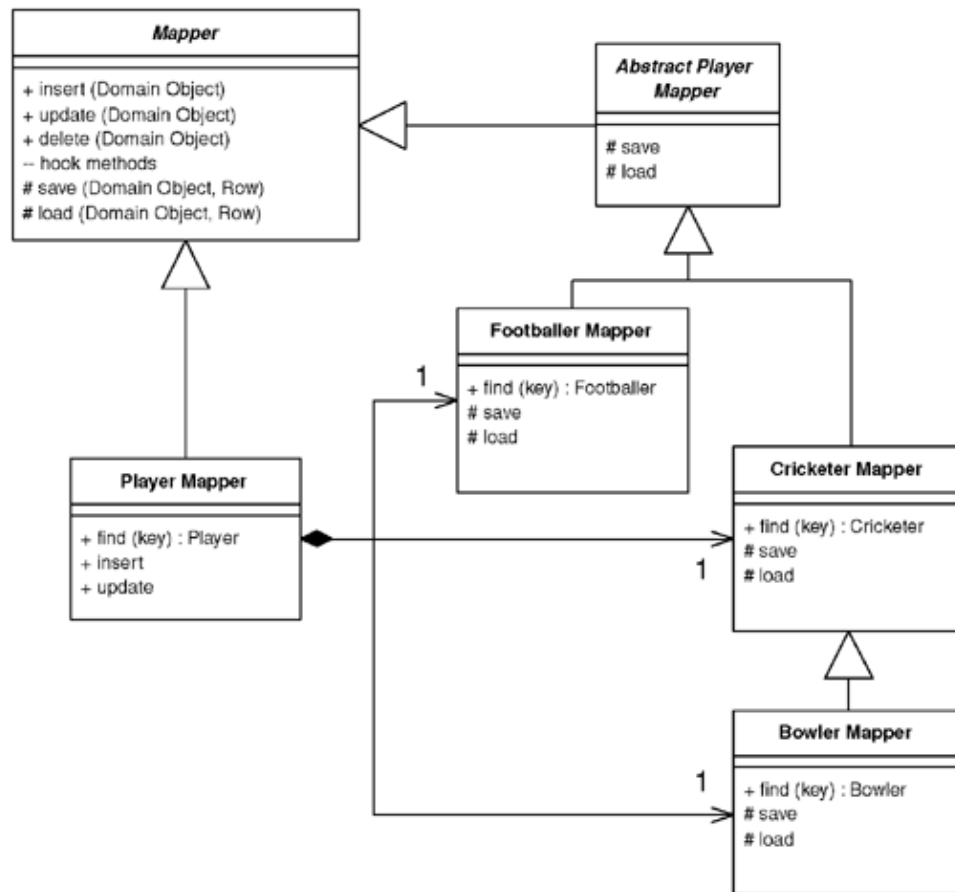 Mapper
+ insert (Domain Object)
+ update (Domain Object)
+ delete (Domain Object)
-- hook methods
# save (Domain Object, Row)
# load (Domain Object, Row)
Abstract Player
Mapper
# save
# load
Footballer Mapper
+ find (key) : Footballer
# save
# load
1
Player Mapper
+ find (key) : Player
+ insert
+ update
Cricketer Mapper
+ find (key) : Cricketer
# save
# load
1
Bowler Mapper
+ find (key) : Bowler
# save
# load
1